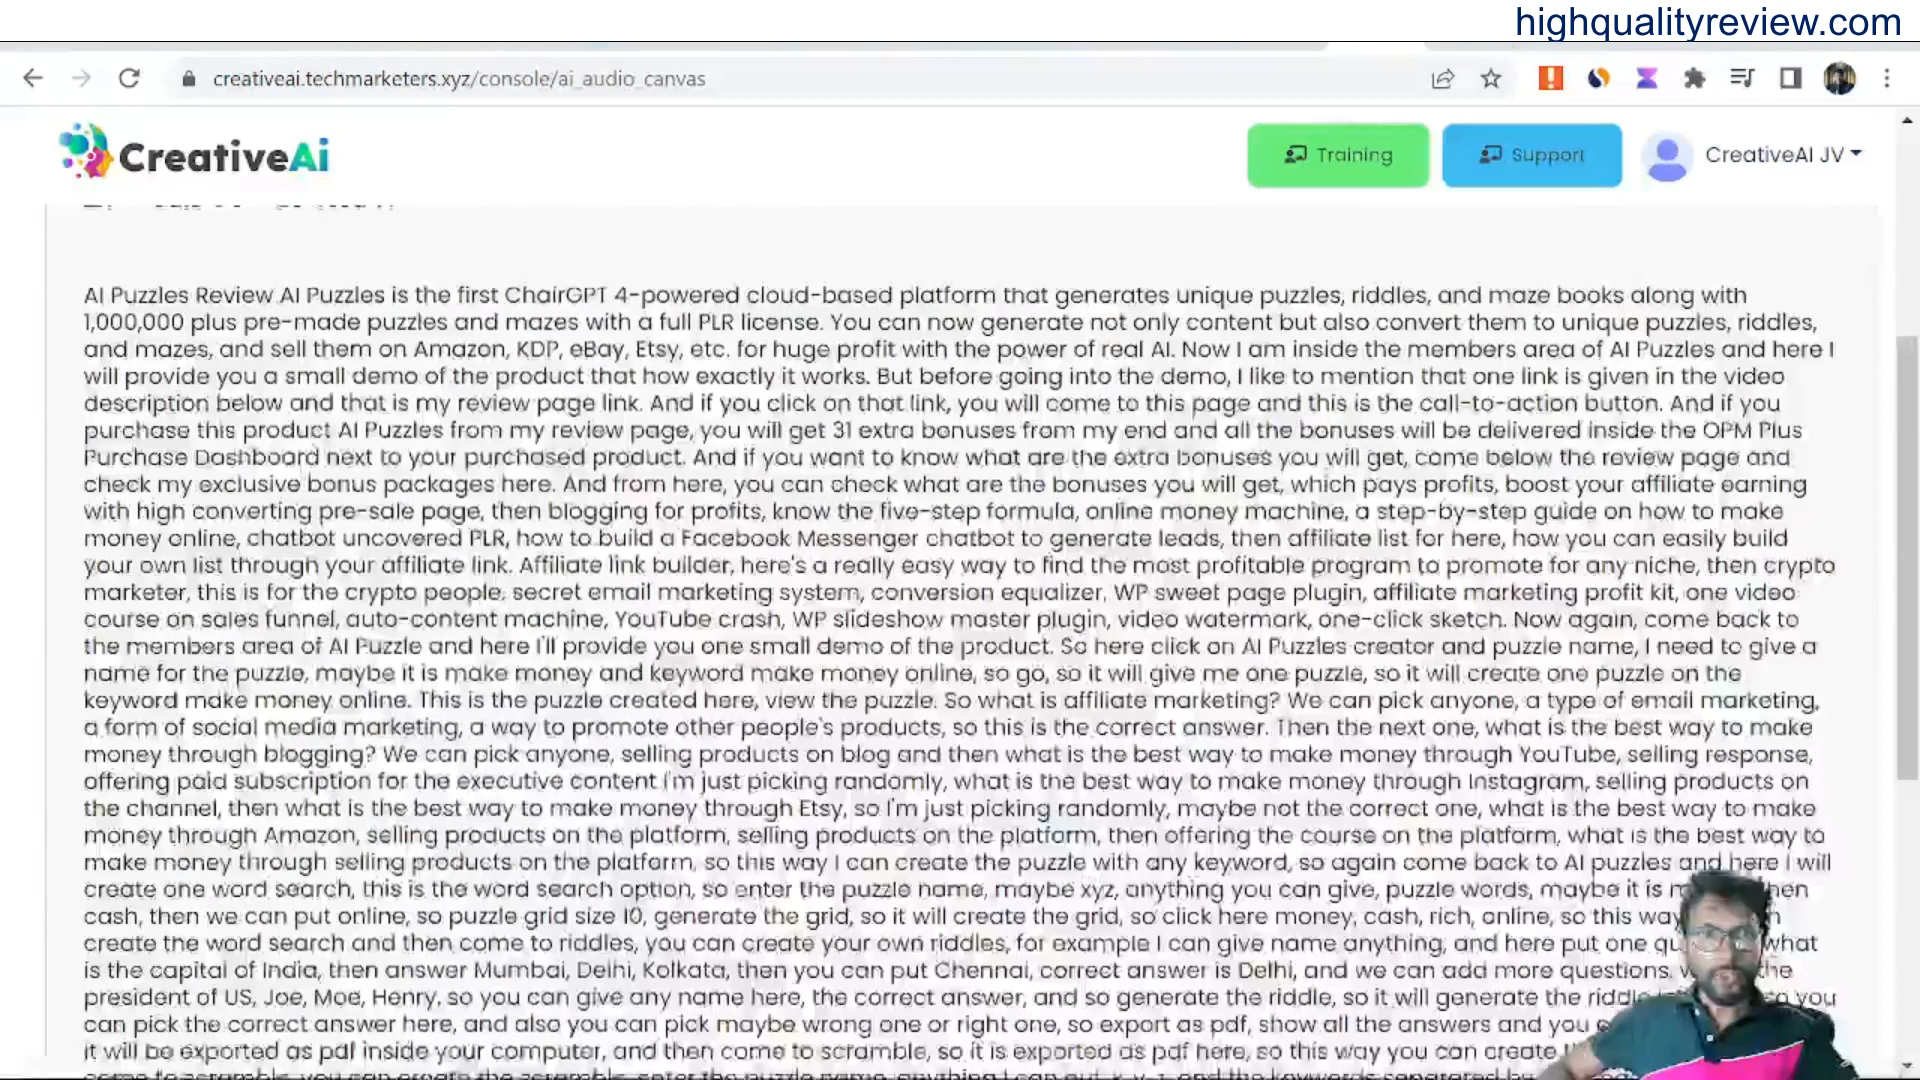 highqualityreview.com
creativeai.techmarketers.xyz/console/ai_audio_canvas
CreativeAi
Training
Support
CreativeAI JV
AI Puzzles Review AI Puzzles is the first ChairGPT 4-powered cloud-based platform that generates unique puzzles, riddles, and maze books along with
1,000,000 plus pre-made puzzles and mazes with a full PLR license. You can now generate not only content but also convert them to unique puzzles, riddles,
and mazes, and sell them on Amazon, KDP, eBay, Etsy, etc. for huge profit with the power of real AI. Now I am inside the members area of AI Puzzles and here I
will provide you a small demo of the product that how exactly it works. But before going into the demo, I like to mention that one link is given in the video
description below and that is my review page link. And if you click on that link, you will come to this page and this is the call-to-action button. And if you
purchase this product AI Puzzles from my review page, you will get 31 extra bonuses from my end and all the bonuses will be delivered inside the OPM Plus
Purchase Dashboard next to your purchased product. And if you want to know what are the extra bonuses you will get, come below the review page and
check my exclusive bonus packages here. And from here, you can check what are the bonuses you will get, which pays profits, boost your affiliate earning
with high converting pre-sale page, then blogging for profits, know the five-step formula, online money machine, a step-by-step guide on how to make
money online, chatbot uncovered PLR, how to build a Facebook Messenger chatbot to generate leads, then affiliate list for here, how you can easily build
your own list through your affiliate link. Affiliate link builder, here's a really easy way to find the most profitable program to promote for any niche, then crypto
marketer, this is for the crypto people, secret email marketing system, conversion equalizer, WP sweet page plugin, affiliate marketing profit kit, one video
course on sales funnel, auto-content machine, YouTube crash, WP slideshow master plugin, video watermark, one-click sketch. Now again, come back to
the members area of AI Puzzle and here I'll provide you one small demo of the product. So here click on AI Puzzles creator and puzzle name, I need to give a
name for the puzzle, maybe it is make money and keyword make money online, so go, so it will give me one puzzle, so it will create one puzzle on the
keyword make money online. This is the puzzle created here, view the puzzle. So what is affiliate marketing? We can pick anyone, a type of email marketing,
a form of social media marketing, a way to promote other people's products, so this is the correct answer. Then the next one, what is the best way to make
money through blogging? We can pick anyone, selling products on blog and then what is the best way to make money through YouTube, selling response,
offering paid subscription for the executive content I'm just picking randomly, what is the best way to make money through Instagram, selling products on
the channel, then what is the best way to make money through Etsy, so I'm just picking randomly, maybe not the correct one, what is the best way to make
money through Amazon, selling products on the platform, selling products on the platform, then offering the course on the platform, what is the best way to
make money through selling products on the platform, so this way I can create the puzzle with any keyword, so again come back to AI puzzles and here I will
create one word search, this is the word search option, so enter the puzzle name, maybe xyz, anything you can give, puzzle words, maybe it is
cash, then we can put online, so puzzle grid size 10, generate the grid, so it will create the grid, so click here money, cash, rich, online, so this way
create the word search and then come to riddles, you can create your own riddles, for example I can give name anything, and here put one what
is the capital of India, then answer Mumbai, Delhi, Kolkata, then you can put Chennai, correct answer is Delhi, and we can add more questions. the
president of US, Joe, Moe, Henry, so you can give any name here, the correct answer, and so generate the riddle, so it will generate the you
can pick the correct answer here, and also you can pick maybe wrong one or right one, so export as pdf, show all the answers and you
it will be exported as pdf inside your computer, and then come to scramble, so it is exported as pdf here, so this way you can create